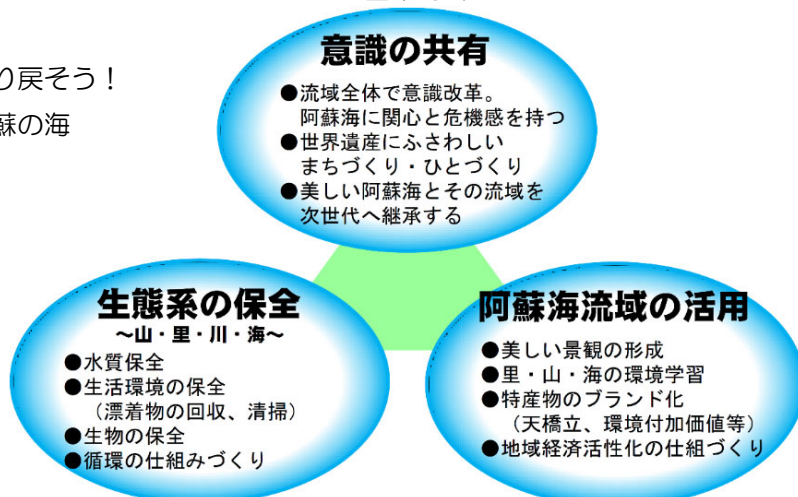 り戻そう！
蘇の海
意識の共有
●流域全体で意識改革。
阿蘇海に関心と危機感を持つ
●世界遺産にふさわしい
まちづくり・ひとづくり
●美しい阿蘇海とその流域を
次世代へ継承する
生態系の保全
～山・里・川・海～
●水質保全
●生活環境の保全
（漂着物の回収、清掃）
●生物の保全
●循環の仕組みづくり
阿蘇海流域の活用
●美しい景観の形成
●里・山・海の環境学習
●特産物のブランド化
（天橋立、環境付加価値等）
●地域経済活性化の仕組づくり